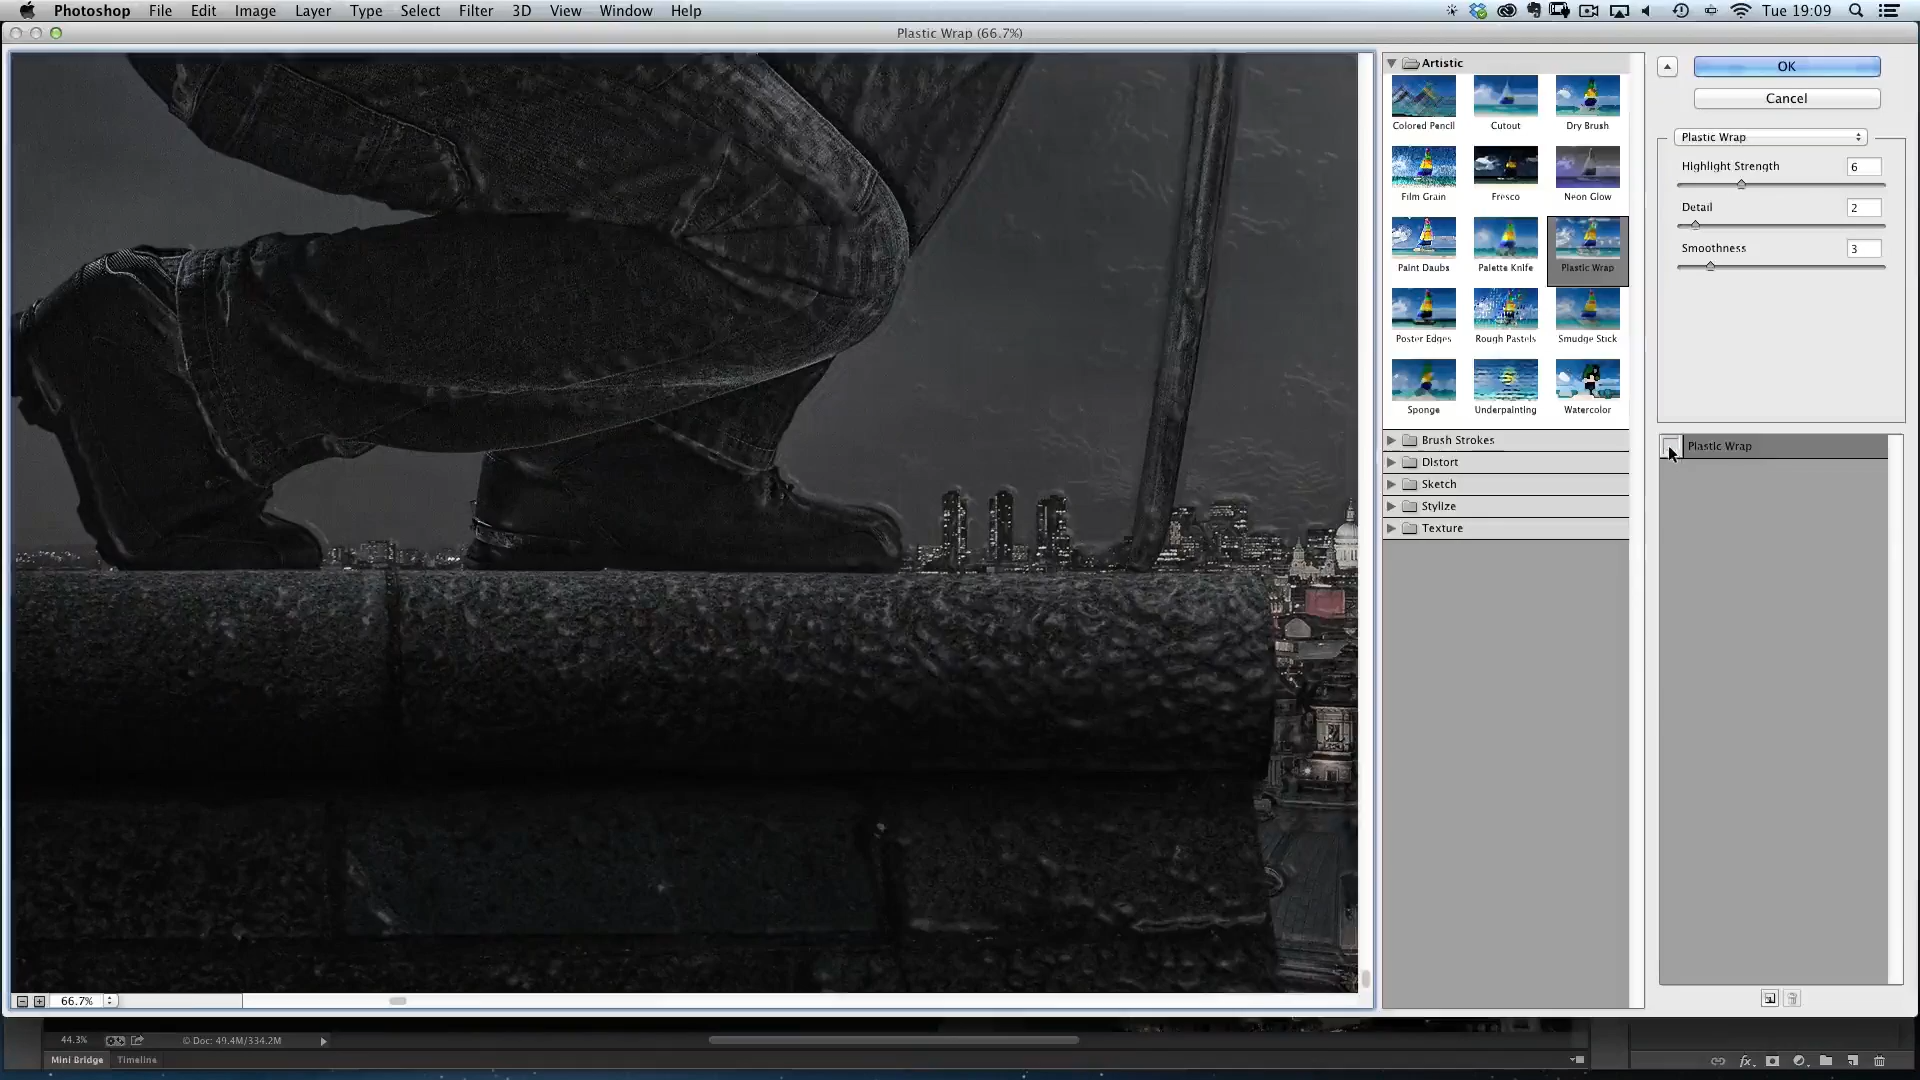 Photoshop File Edit Image Layer Type Select Filter 3D View Window Help Tue 19:09
Plastic Wrap (66.7%)
Artistic
Colored Pencil Cutout Dry Brush
Film Grain Fresco Neon Glow
Paint Daubs Palette Knife Plastic Wrap
Poster Edges Rough Pastels Smudge Stick
Sponge Underpainting Watercolor
Brush Strokes
Distort
Sketch
Stylize
Texture
OK
Cancel
Plastic Wrap
Highlight Strength 6
Detail 2
Smoothness 3
Plastic Wrap
66.7%
44.3% © Doc: 49.4M/334.2M
Mini Bridge Timeline
fx